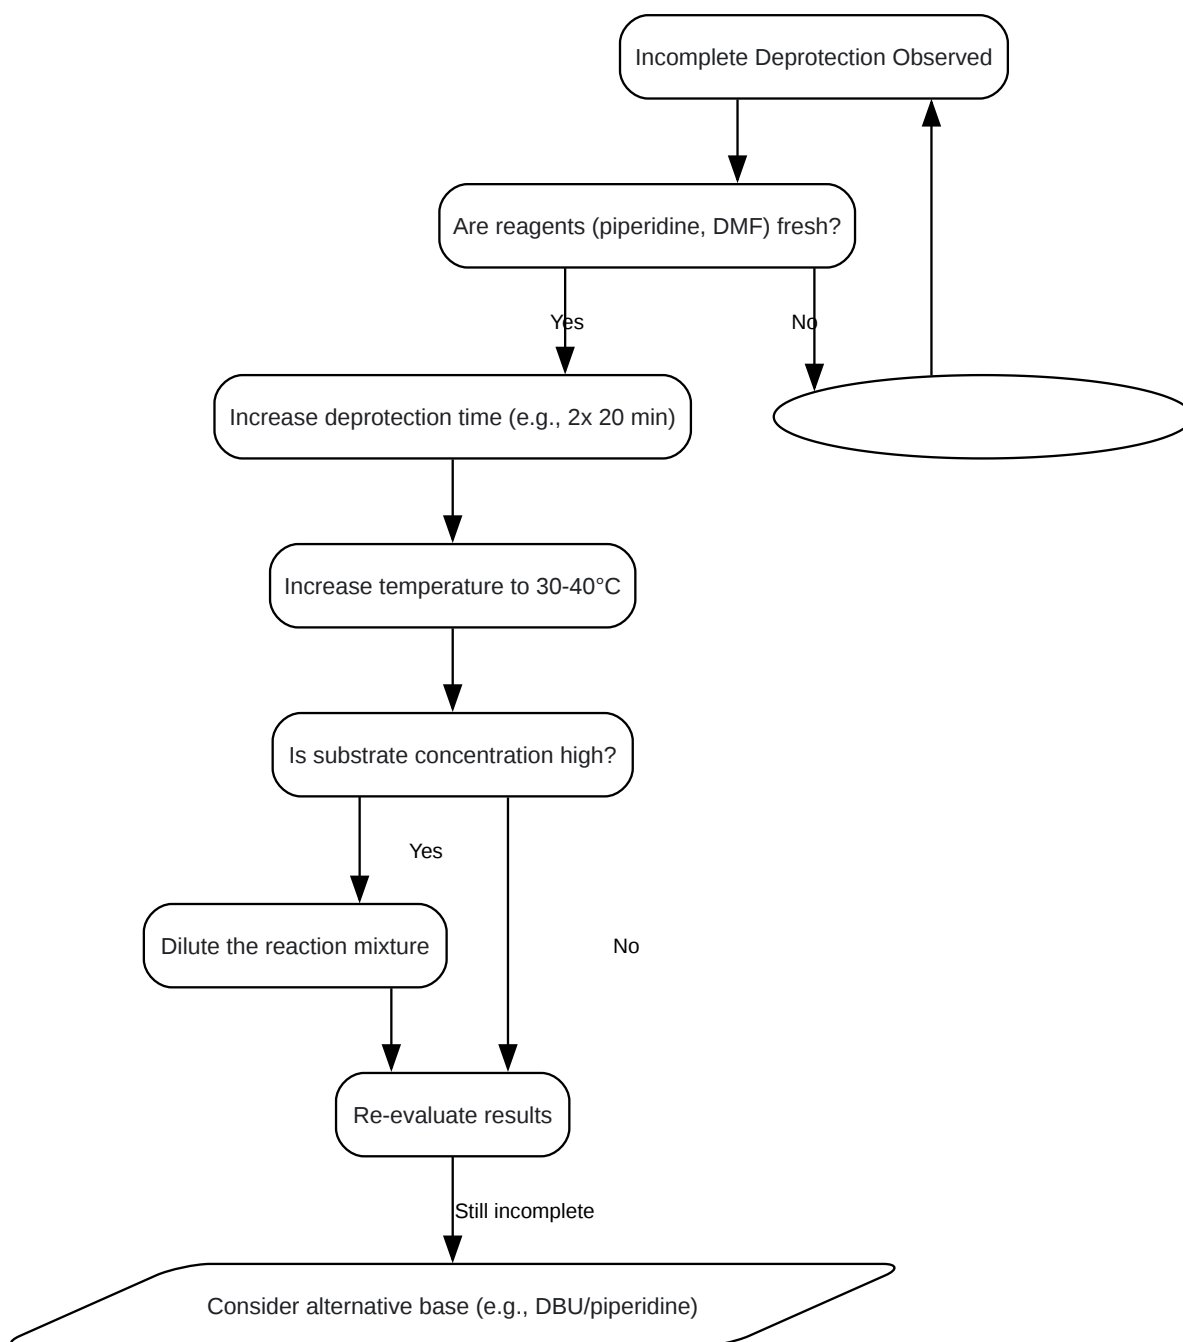 Incomplete Deprotection Observed
Are reagents (piperidine, DMF) fresh?
Yes
No
Increase deprotection time (e.g., 2x 20 min)
Increase temperature to 30-40°C
Is substrate concentration high?
Yes
Dilute the reaction mixture
No
Re-evaluate results
Still incomplete
Consider alternative base (e.g., DBU/piperidine)